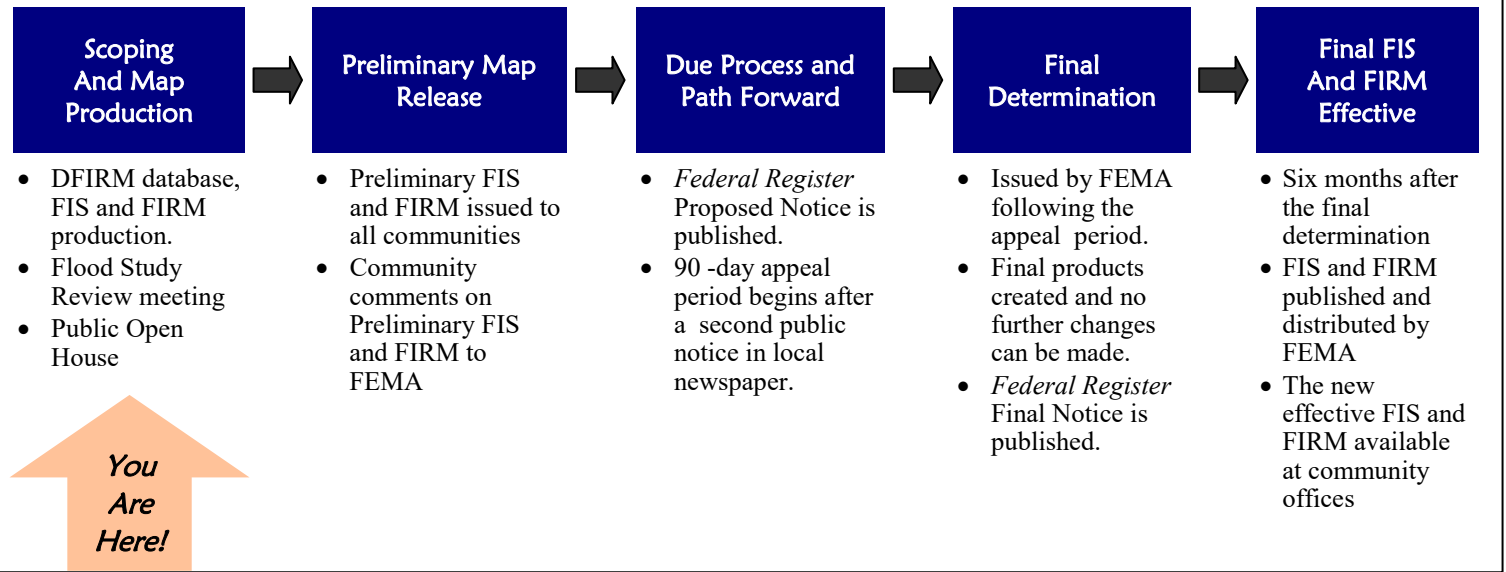 Scoping
And Map
Production
Preliminary Map
Release
Due Process and
Path Forward
Final
Determination
Final FIS
And FIRM
Effective
• DFIRM database,
FIS and FIRM
production.
• Flood Study
Review meeting
• Public Open
House
• Preliminary FIS
and FIRM issued to
all communities
• Community
comments on
Preliminary FIS
and FIRM to
FEMA
• Federal Register
Proposed Notice is
published.
• 90 -day appeal
period begins after
a second public
notice in local
newspaper.
• Issued by FEMA
following the
appeal period.
• Final products
created and no
further changes
can be made.
• Federal Register
Final Notice is
published.
• Six months after
the final
determination
• FIS and FIRM
published and
distributed by
FEMA
• The new
effective FIS and
FIRM available
at community
offices
You
Are
Here!